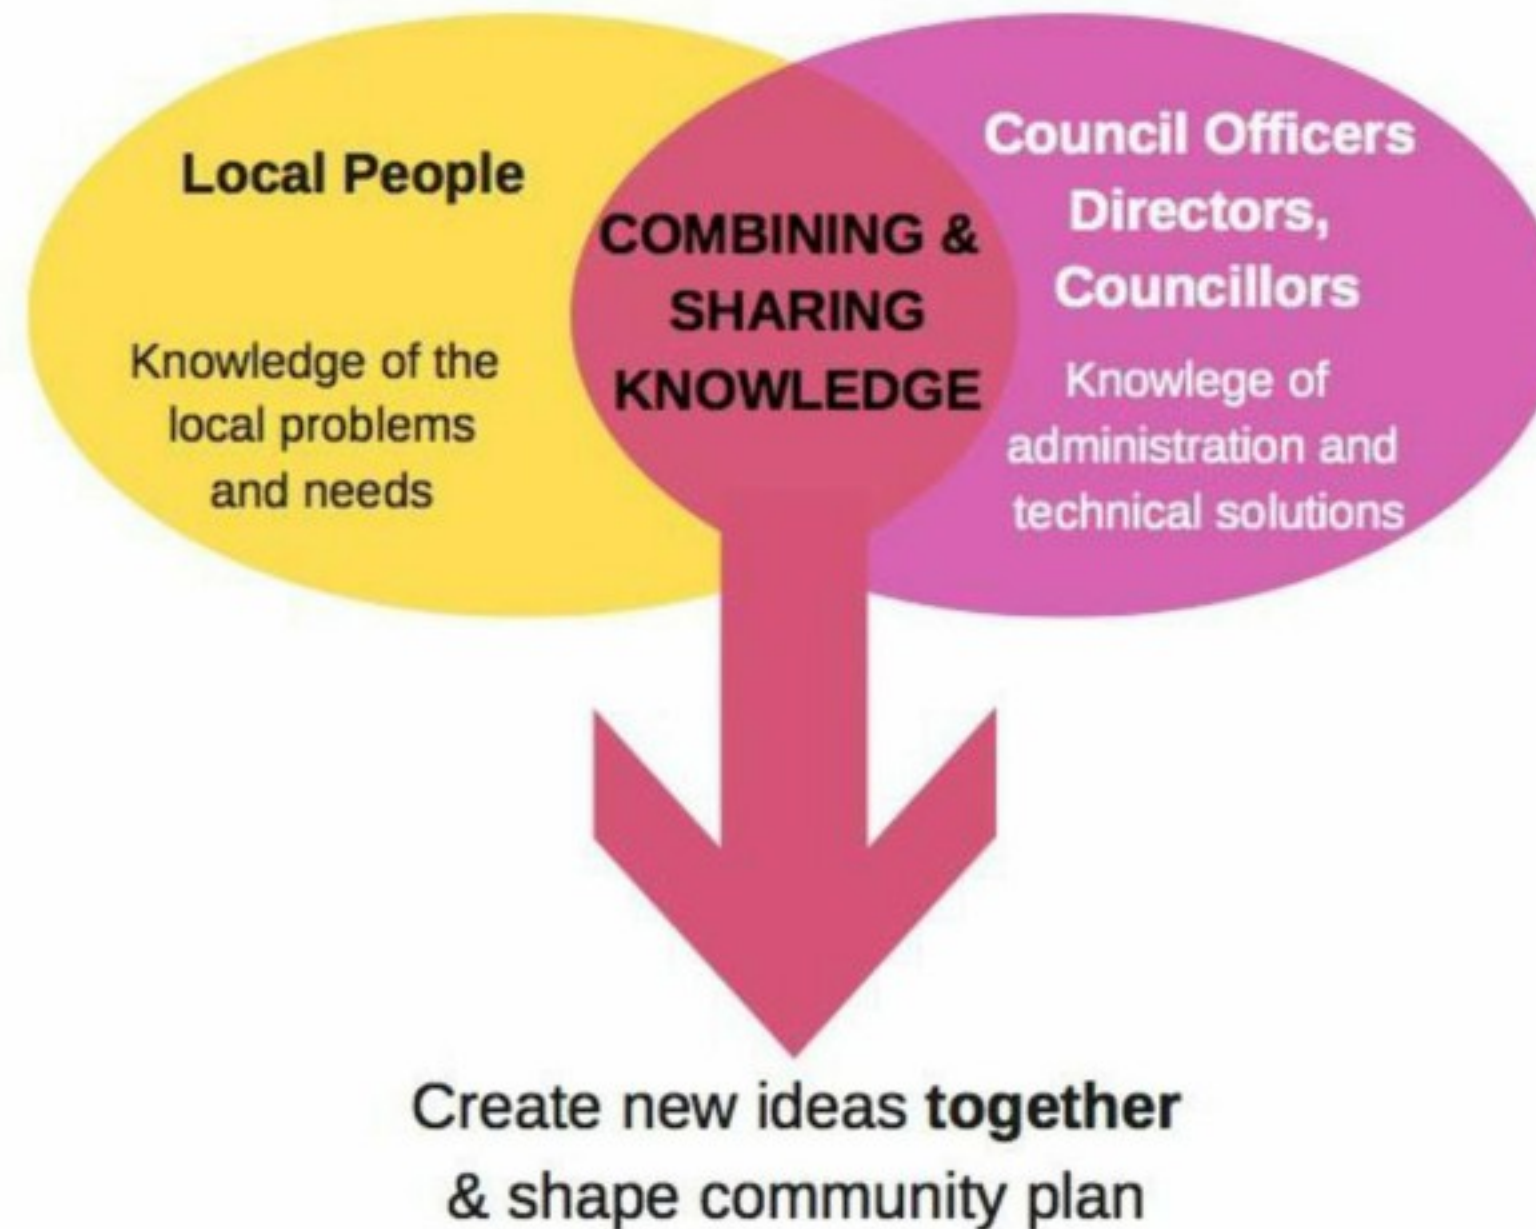 Local People
Knowledge of the
local problems
and needs
COMBINING &
SHARING
KNOWLEDGE
Council Officers
Directors,
Councillors
Knowlege of
administration and
technical solutions
Create new ideas together
& shape community plan